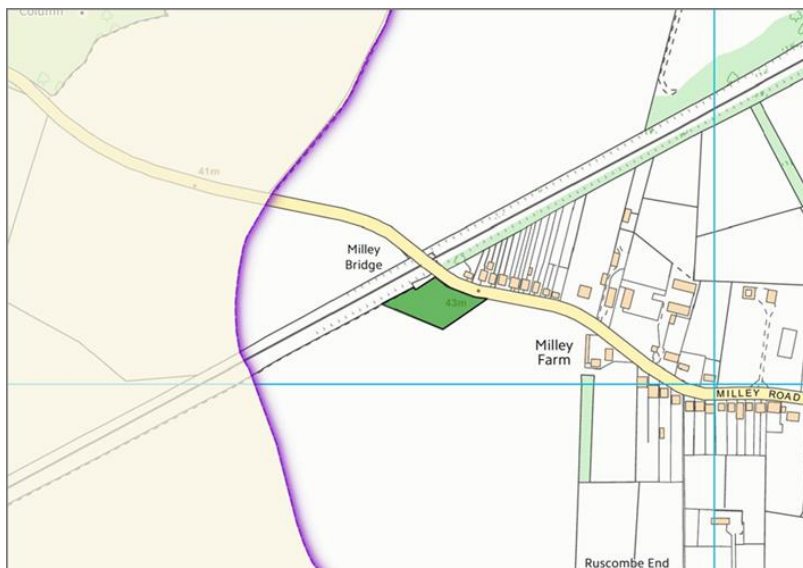 Column
41m
Milley
Bridge
43m
Milley
Farm
MILLEY ROAD
Ruscombe End